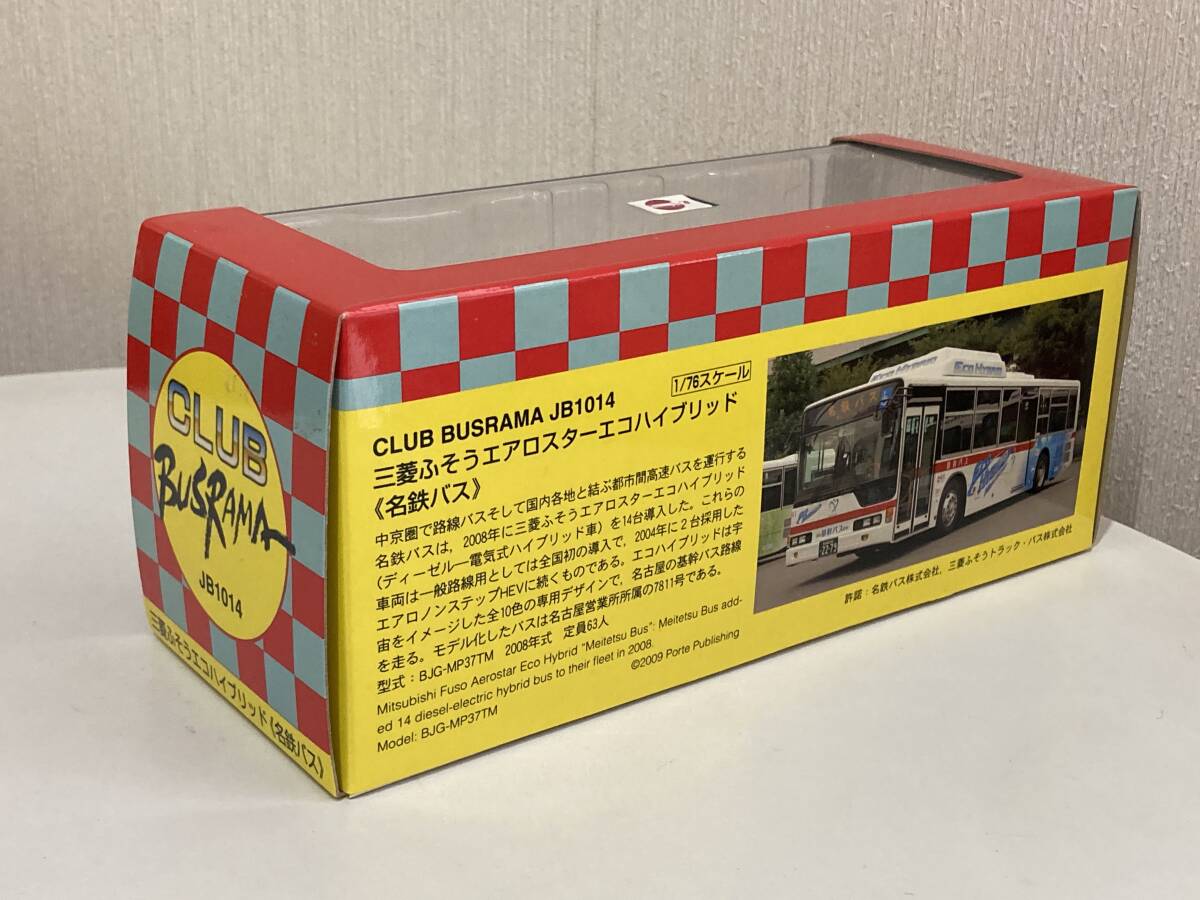 CLUB
BUSRAMA
JB1014
三菱ふそうエコハイブリッド《名鉄バス》
CLUB BUSRAMA JB1014
1/76スケール
三菱ふそうエアロスターエコハイブリッド
《名鉄バス》
中京圏で路線バスそして国内各地と結ぶ都市間高速バスを運行する
名鉄バスは，2008年に三菱ふそうエアロスターエコハイブリッド
（ディーゼル―電気式ハイブリッド車）を14台導入した。これらの
車両は一般路線用としては全国初の導入で，2004年に２台採用した
エアロノンステップHEVに続くものである。エコハイブリッドは宇
宙をイメージした全10色の専用デザインで，名古屋の基幹バス路線
を走る。モデル化したバスは名古屋営業所所属の7811号である。
型式：BJG-MP37TM　2008年式　定員63人
Mitsubishi Fuso Aerostar Eco Hybrid "Meitetsu Bus": Meitetsu Bus add-
ed 14 diesel-electric hybrid bus to their fleet in 2008.
Model: BJG-MP37TM
©2009 Porte Publishing
Eco Hybrid
Eco Hybrid
名鉄バス
名鉄バス
2275
許諾：名鉄バス株式会社，三菱ふそうトラック・バス株式会社